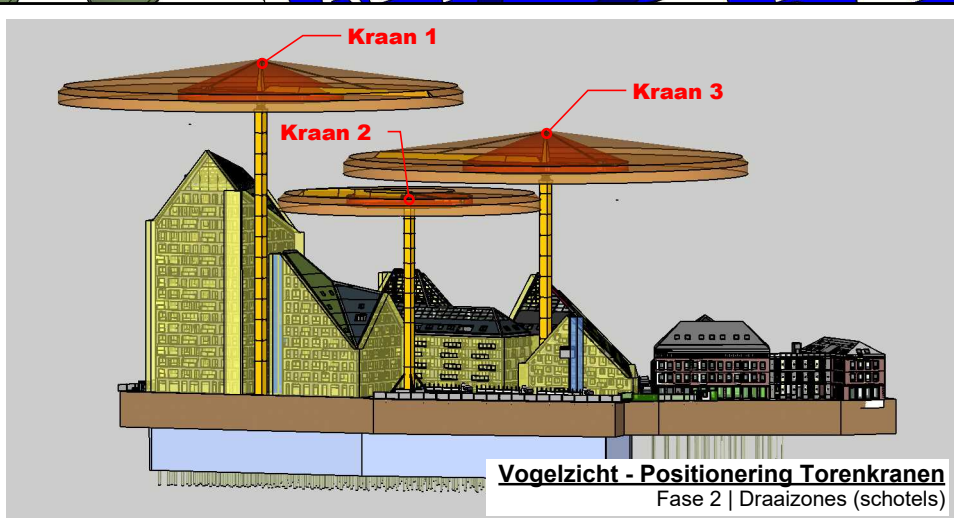 Kraan 1
Kraan 3
Kraan 2
Vogelzicht - Positionering Torenkranen
Fase 2 | Draaizones (schotels)